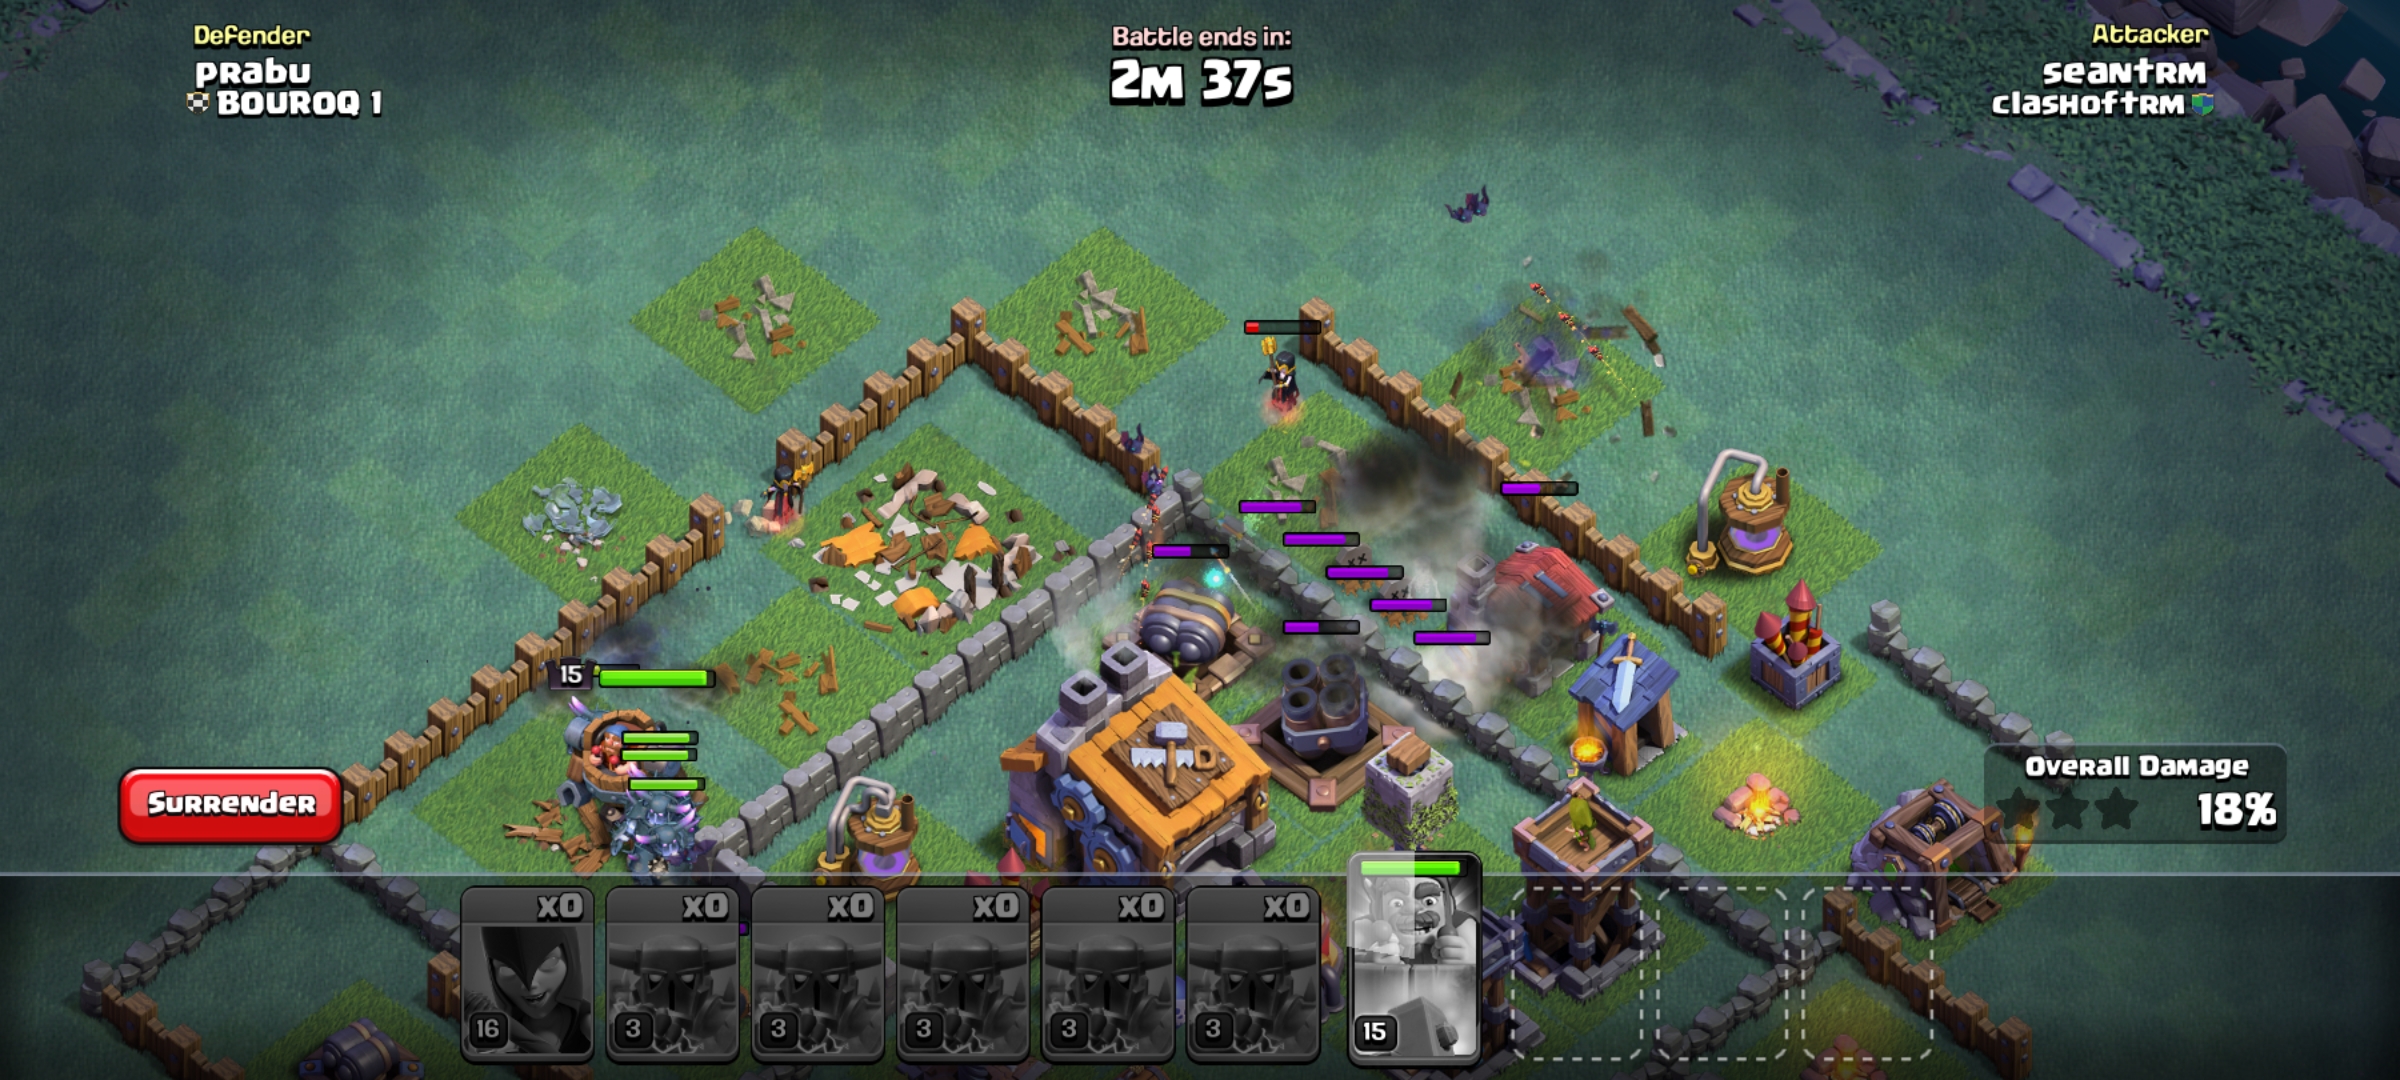 Defender
prabu
BOUROQ 1
Battle ends in:
2M 37s
Attacker
seantrm
clashoftrm
15
Surrender
Overall Damage
18%
x0
x0
x0
x0
x0
x0
16
3
3
3
3
3
15